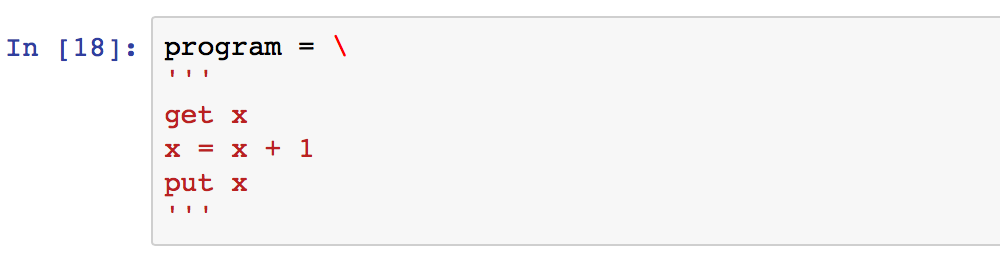 In [18]: program = \
'''
get x
x = x + 1
put x
'''